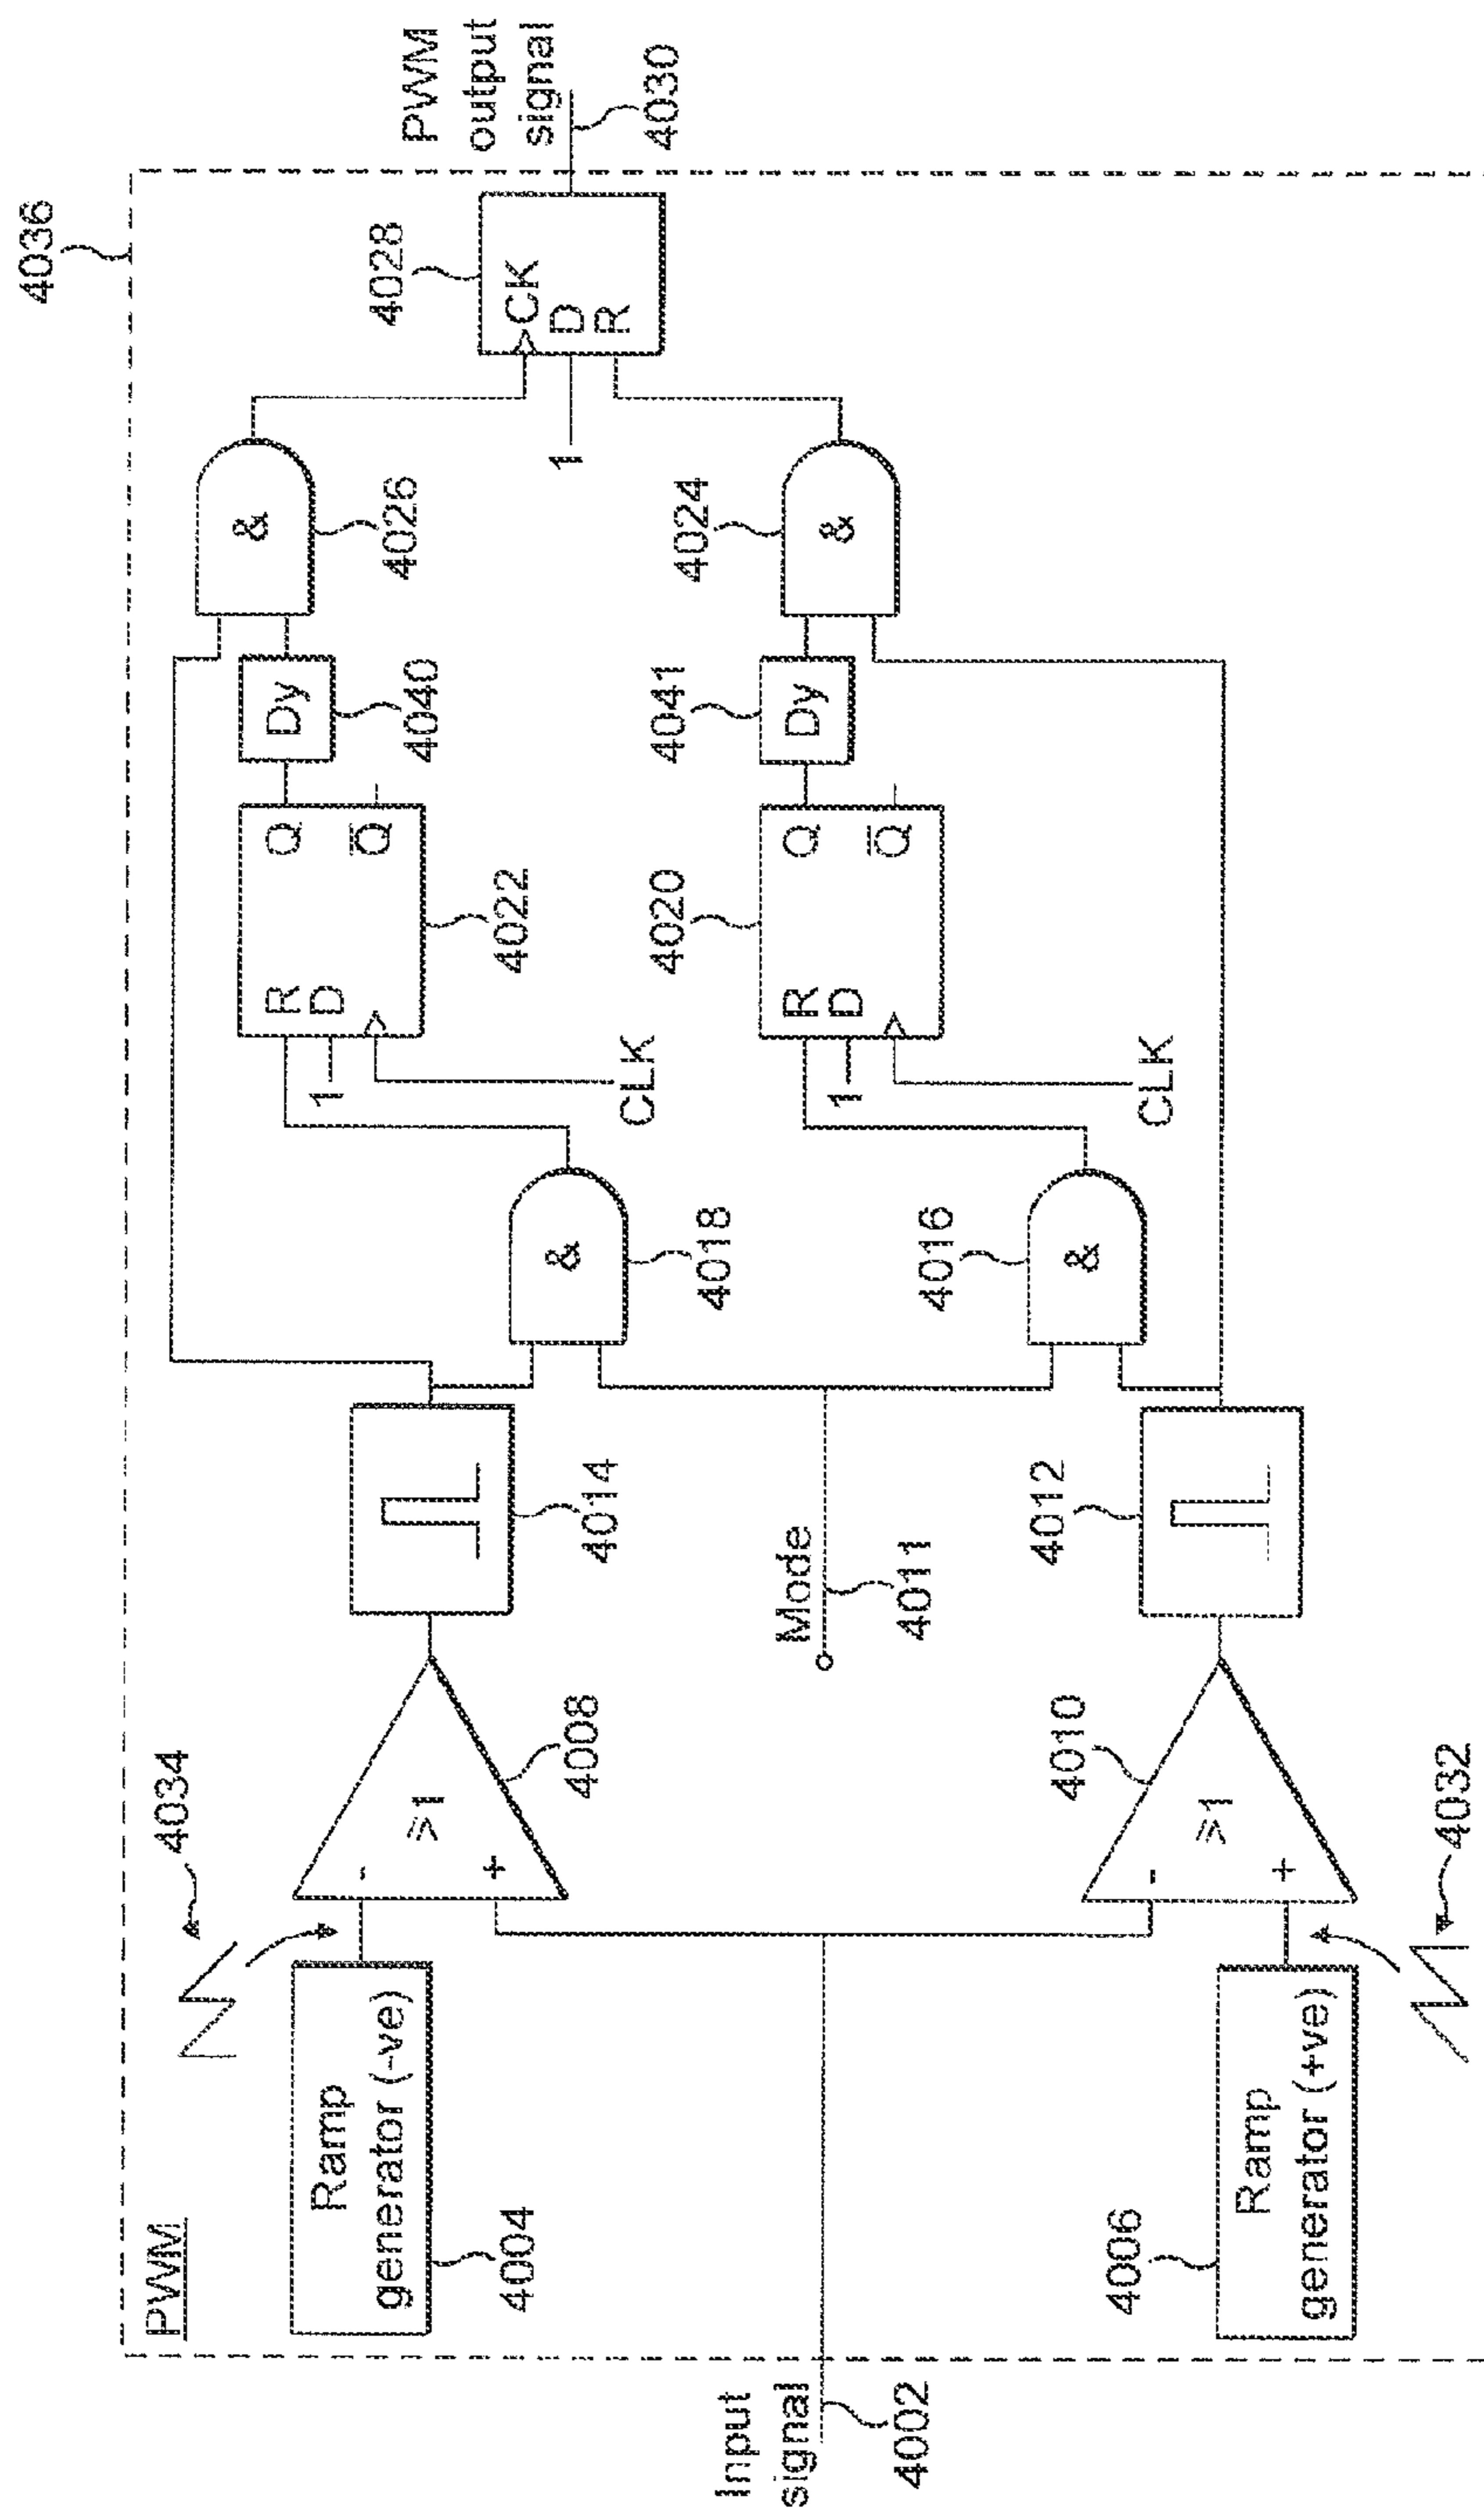 PWM
4036
Input
signal
4002
Ramp
generator (-ve)
4004
4034
-
+
≥1
4008
4014
Ramp
generator (+ve)
4006
4032
-
+
≥1
4010
4012
Mode
4011
&
4018
&
4016
R
D
Q
Q̅
1
CLK
4022
R
D
Q
Q̅
1
CLK
4020
Dy
4040
Dy
4041
&
4026
&
4024
1
CK
D
R
4028
PWM
output
signal
4030